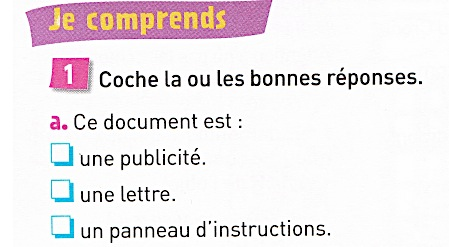 Je comprends
1 Coche la ou les bonnes réponses.
a. Ce document est :
une publicité.
une lettre.
un panneau d'instructions.